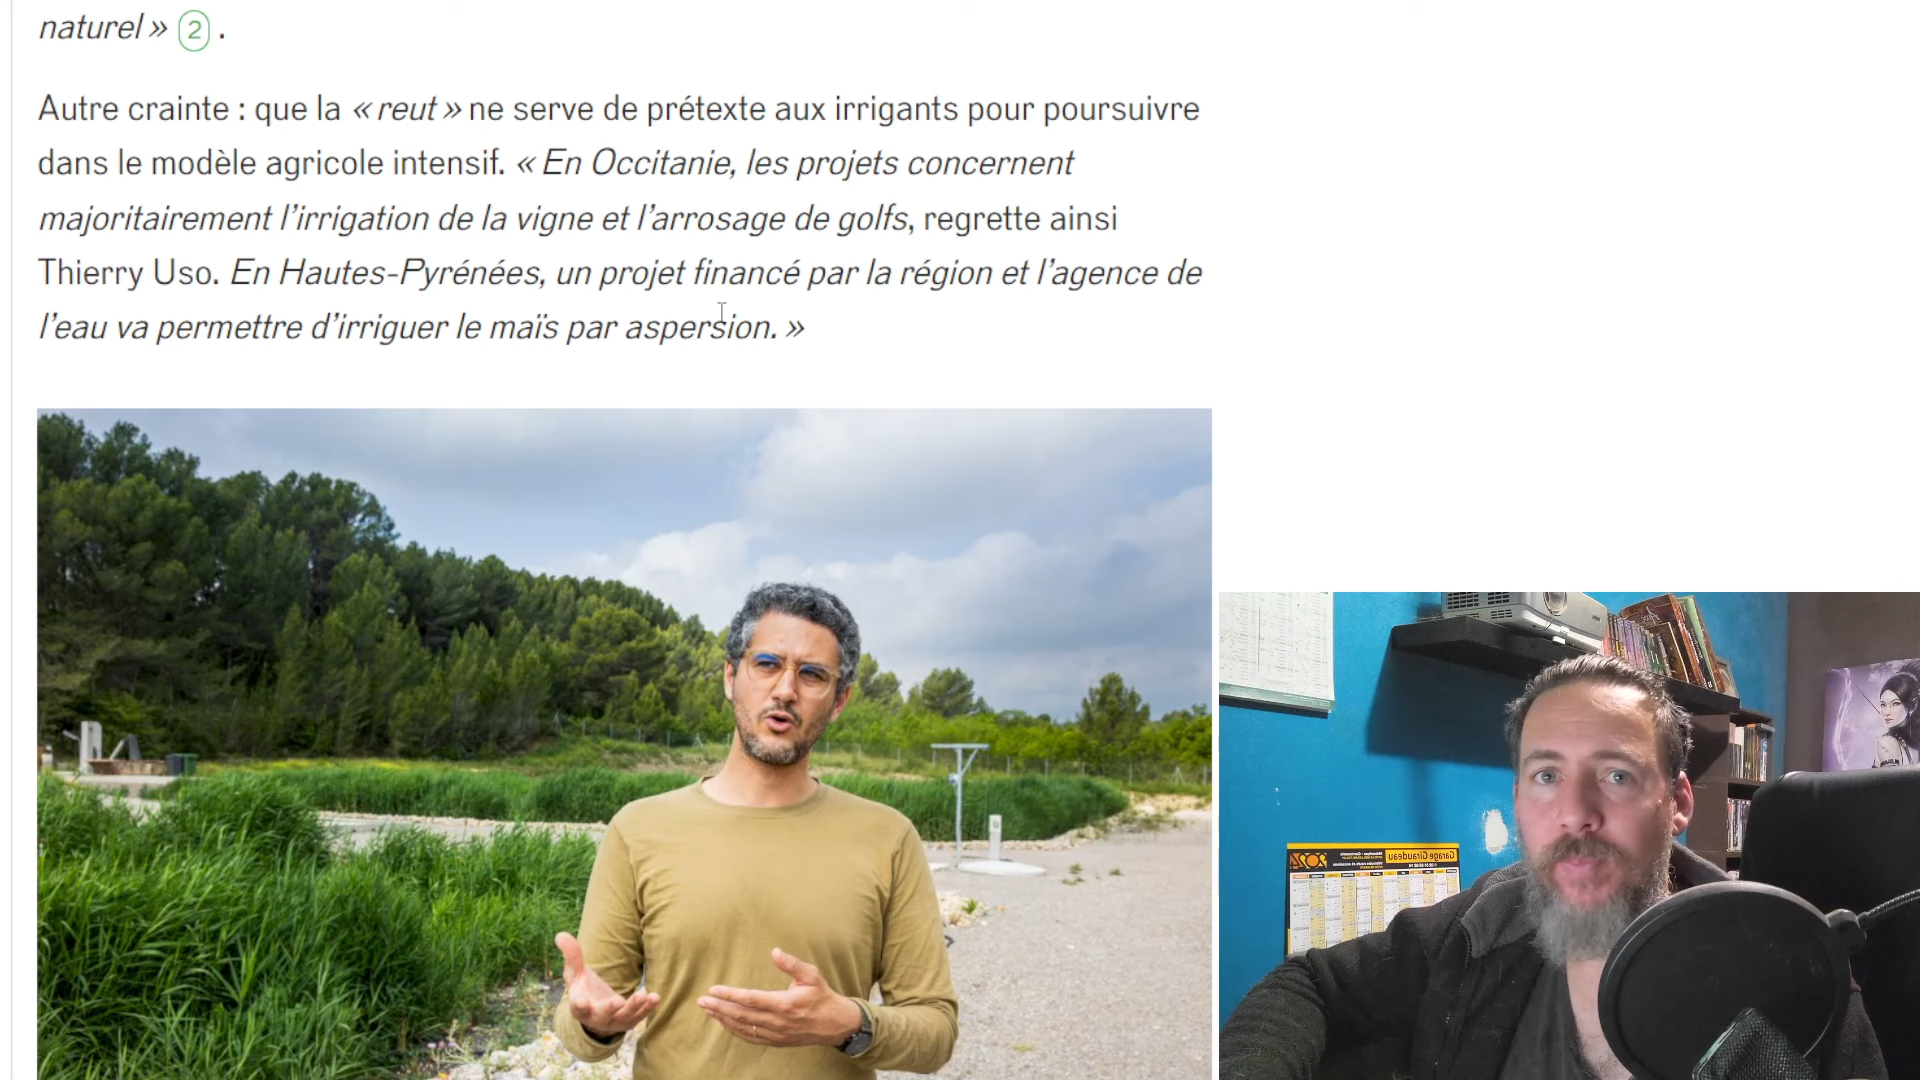 naturel » 2 .
Autre crainte : que la « reut » ne serve de prétexte aux irrigants pour poursuivre
dans le modèle agricole intensif. « En Occitanie, les projets concernent
majoritairement l’irrigation de la vigne et l’arrosage de golfs, regrette ainsi
Thierry Uso. En Hautes-Pyrénées, un projet financé par la région et l’agence de
l’eau va permettre d’irriguer le maïs par aspersion. »
Garage Giraudeau
2024